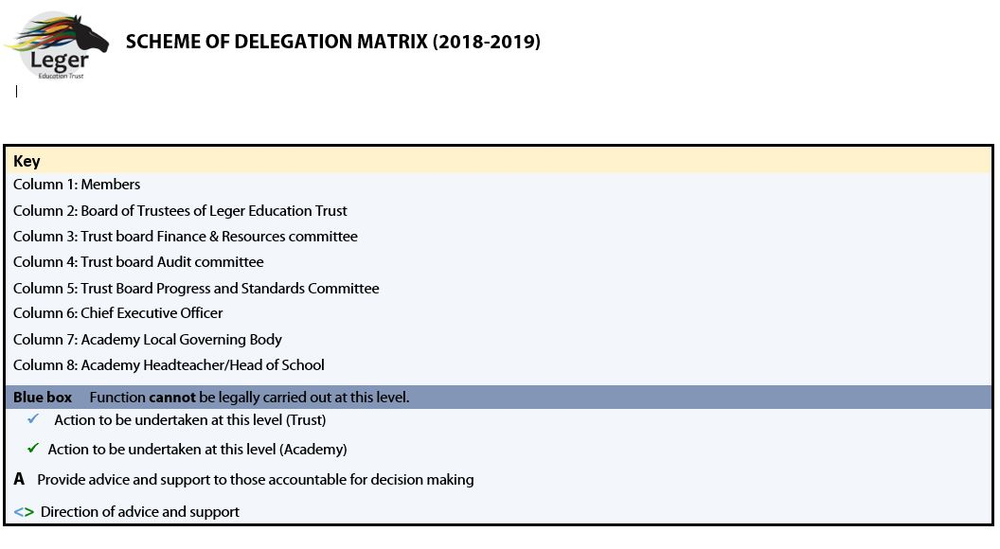 Leger
Education Trust
SCHEME OF DELEGATION MATRIX (2018-2019)
Key
Column 1: Members
Column 2: Board of Trustees of Leger Education Trust
Column 3: Trust board Finance & Resources committee
Column 4: Trust board Audit committee
Column 5: Trust Board Progress and Standards Committee
Column 6: Chief Executive Officer
Column 7: Academy Local Governing Body
Column 8: Academy Headteacher/Head of School
Blue box Function cannot be legally carried out at this level.
✓ Action to be undertaken at this level (Trust)
✓ Action to be undertaken at this level (Academy)
A Provide advice and support to those accountable for decision making
<> Direction of advice and support